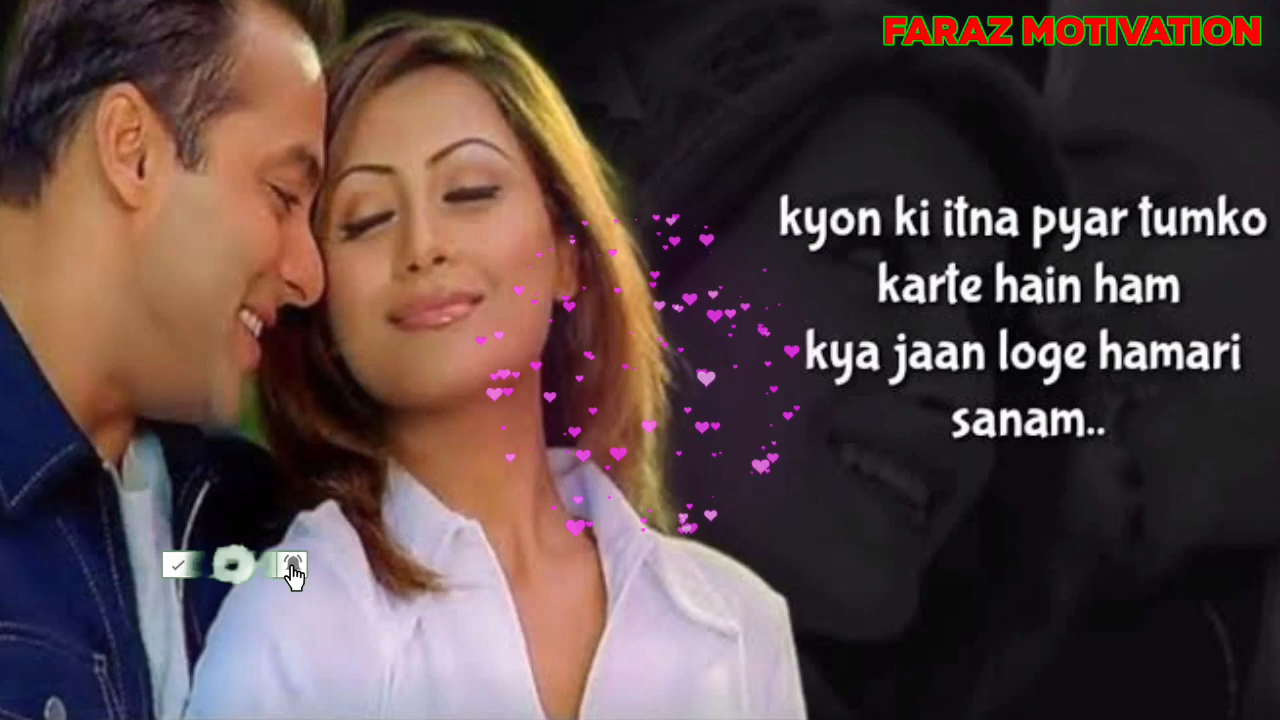 FARAZ MOTIVATION
kyon ki itna pyar tumko
karte hain ham
kya jaan loge hamari
sanam..